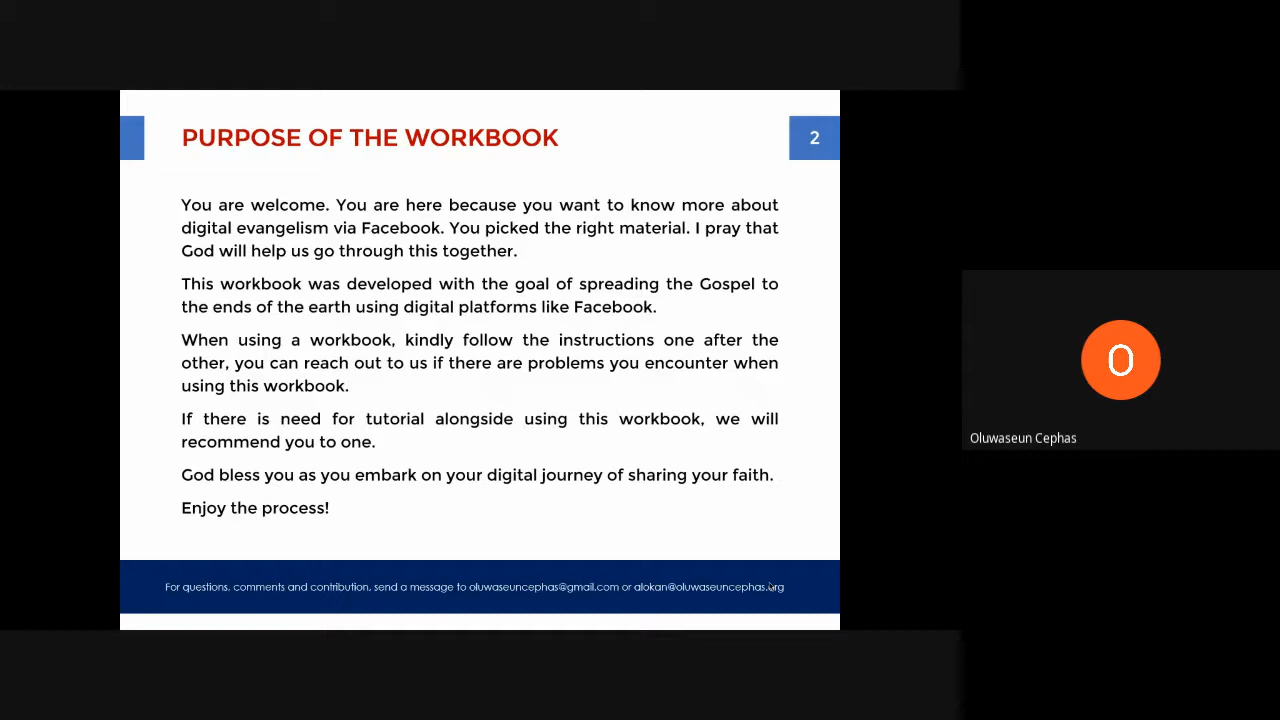 PURPOSE OF THE WORKBOOK
2
You are welcome. You are here because you want to know more about
digital evangelism via Facebook. You picked the right material. I pray that
God will help us go through this together.
This workbook was developed with the goal of spreading the Gospel to
the ends of the earth using digital platforms like Facebook.
When using a workbook, kindly follow the instructions one after the
other, you can reach out to us if there are problems you encounter when
using this workbook.
If there is need for tutorial alongside using this workbook, we will
recommend you to one.
God bless you as you embark on your digital journey of sharing your faith.
Enjoy the process!
For questions, comments and contribution, send a message to oluwaseuncephas@gmail.com or alokan@oluwaseuncephas.org
O
Oluwaseun Cephas